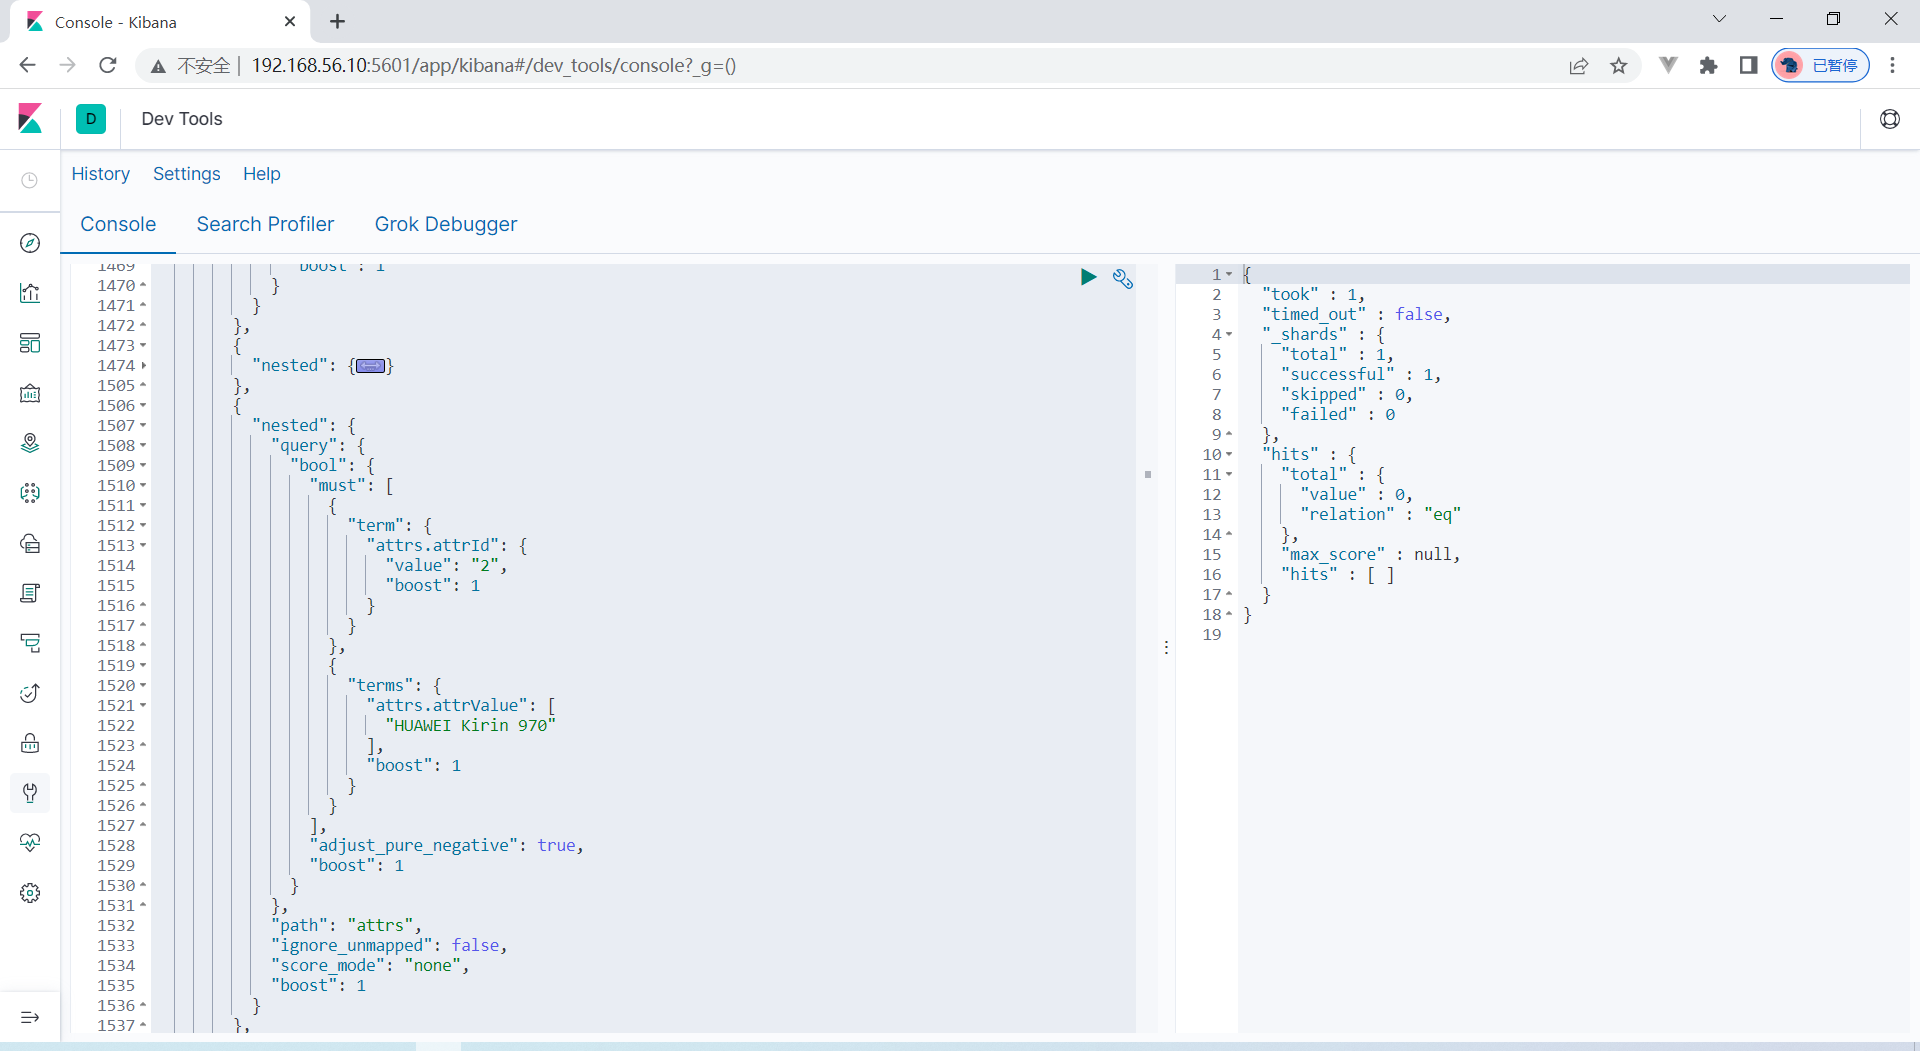 Console - Kibana
不安全 | 192.168.56.10:5601/app/kibana#/dev_tools/console?_g=()
已暂停
D
Dev Tools
History Settings Help
Console Search Profiler Grok Debugger
1469 "boost": 1
1470 }
1471 }
1472 },
1473 {
1474 "nested": {}
1505 },
1506 {
1507 "nested": {
1508 "query": {
1509 "bool": {
1510 "must": [
1511 {
1512 "term": {
1513 "attrs.attrId": {
1514 "value": "2",
1515 "boost": 1
1516 }
1517 }
1518 },
1519 {
1520 "terms": {
1521 "attrs.attrValue": [
1522 "HUAWEI Kirin 970"
1523 ],
1524 "boost": 1
1525 }
1526 }
1527 ],
1528 "adjust_pure_negative": true,
1529 "boost": 1
1530 }
1531 },
1532 "path": "attrs",
1533 "ignore_unmapped": false,
1534 "score_mode": "none",
1535 "boost": 1
1536 }
1537 },
1 {
2 "took" : 1,
3 "timed_out" : false,
4 "_shards" : {
5 "total" : 1,
6 "successful" : 1,
7 "skipped" : 0,
8 "failed" : 0
9 },
10 "hits" : {
11 "total" : {
12 "value" : 0,
13 "relation" : "eq"
14 },
15 "max_score" : null,
16 "hits" : [ ]
17 }
18 }
19